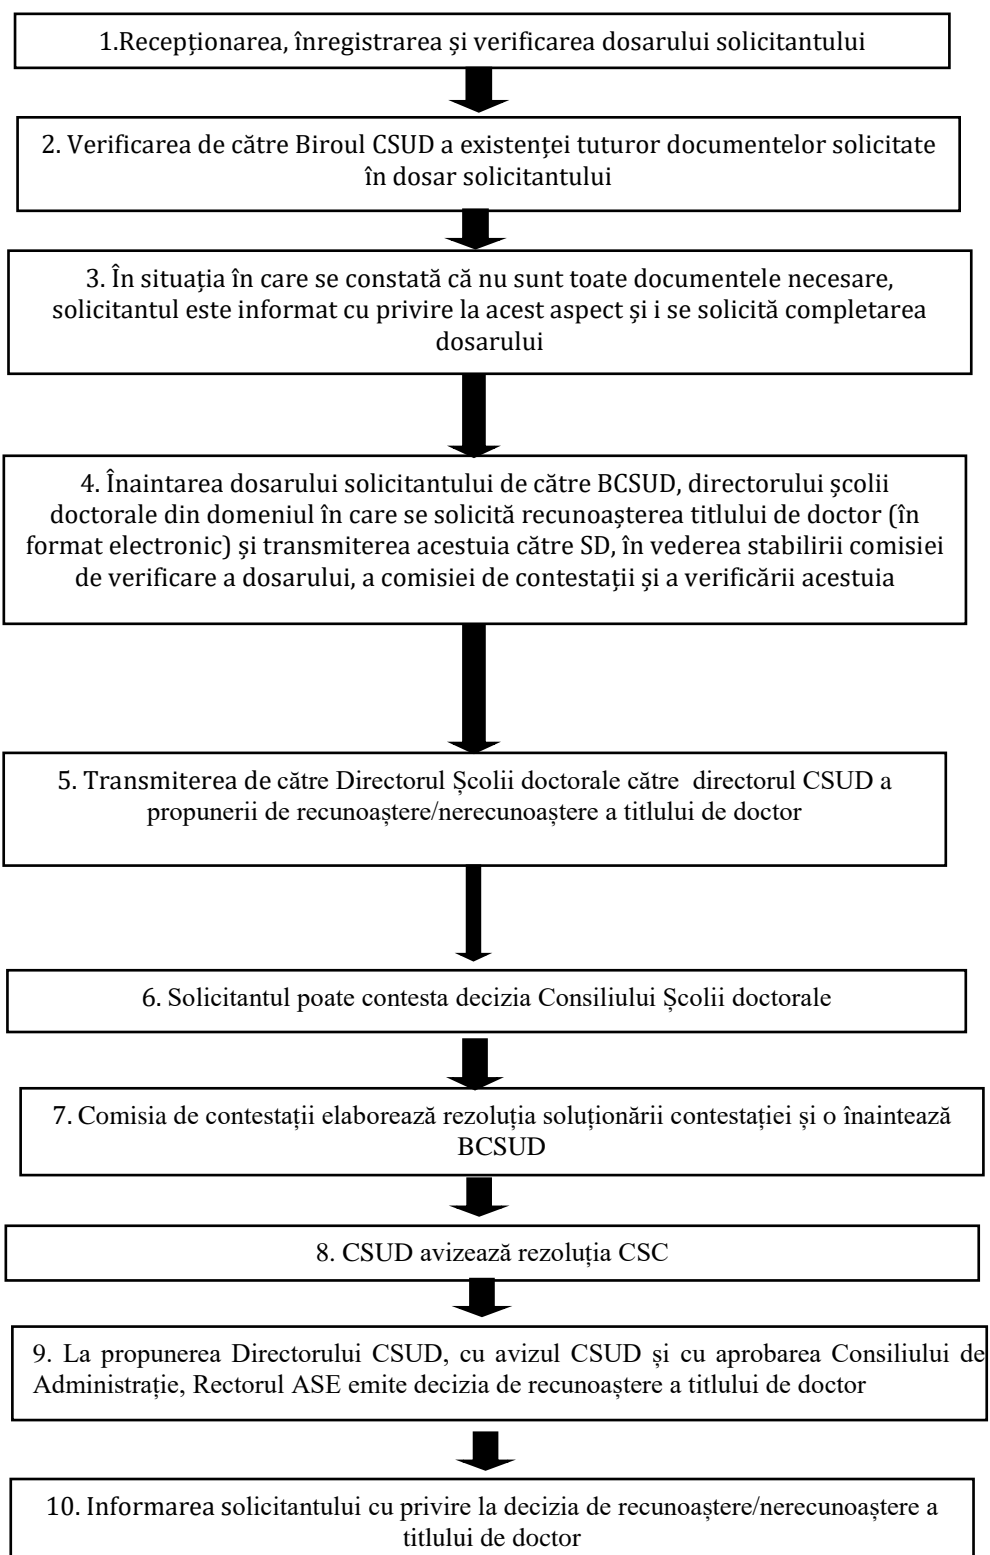 1.Recepționarea, înregistrarea și verificarea dosarului solicitantului
2. Verificarea de către Biroul CSUD a existenței tuturor documentelor solicitate
în dosar solicitantului
3. În situația în care se constată că nu sunt toate documentele necesare,
solicitantul este informat cu privire la acest aspect și i se solicită completarea
dosarului
4. Înaintarea dosarului solicitantului de către BCSUD, directorului școlii
doctorale din domeniul în care se solicită recunoașterea titlului de doctor (în
format electronic) și transmiterea acestuia către SD, în vederea stabilirii comisiei
de verificare a dosarului, a comisiei de contestații și a verificării acestuia
5. Transmiterea de către Directorul Școlii doctorale către directorul CSUD a
propunerii de recunoaștere/nerecunoaștere a titlului de doctor
6. Solicitantul poate contesta decizia Consiliului Școlii doctorale
7. Comisia de contestații elaborează rezoluția soluționării contestației și o înaintează
BCSUD
8. CSUD avizează rezoluția CSC
9. La propunerea Directorului CSUD, cu avizul CSUD și cu aprobarea Consiliului de
Administrație, Rectorul ASE emite decizia de recunoaștere a titlului de doctor
10. Informarea solicitantului cu privire la decizia de recunoaștere/nerecunoaștere a
titlului de doctor